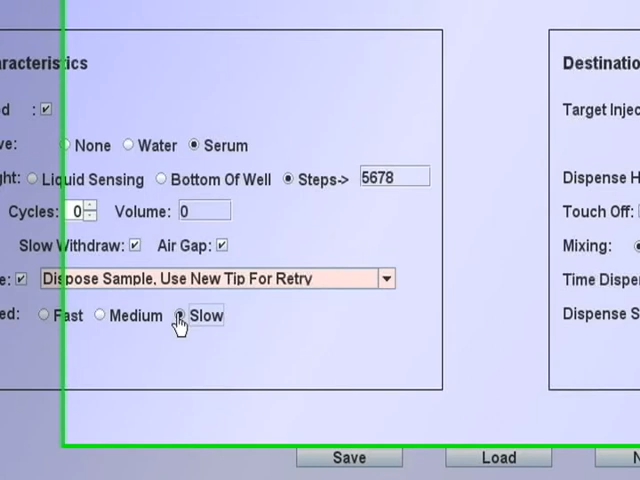 aracteristics
Destinatio
d :
Target Injec
ve: None Water Serum
ght: Liquid Sensing Bottom Of Well Steps-> 5678
Dispense H
Cycles: 0 Volume: 0
Touch Off:
Slow Withdraw: Air Gap:
Mixing:
e: Dispose Sample, Use New Tip For Retry
Time Dispe
ed: Fast Medium Slow
Dispense S
Save Load N